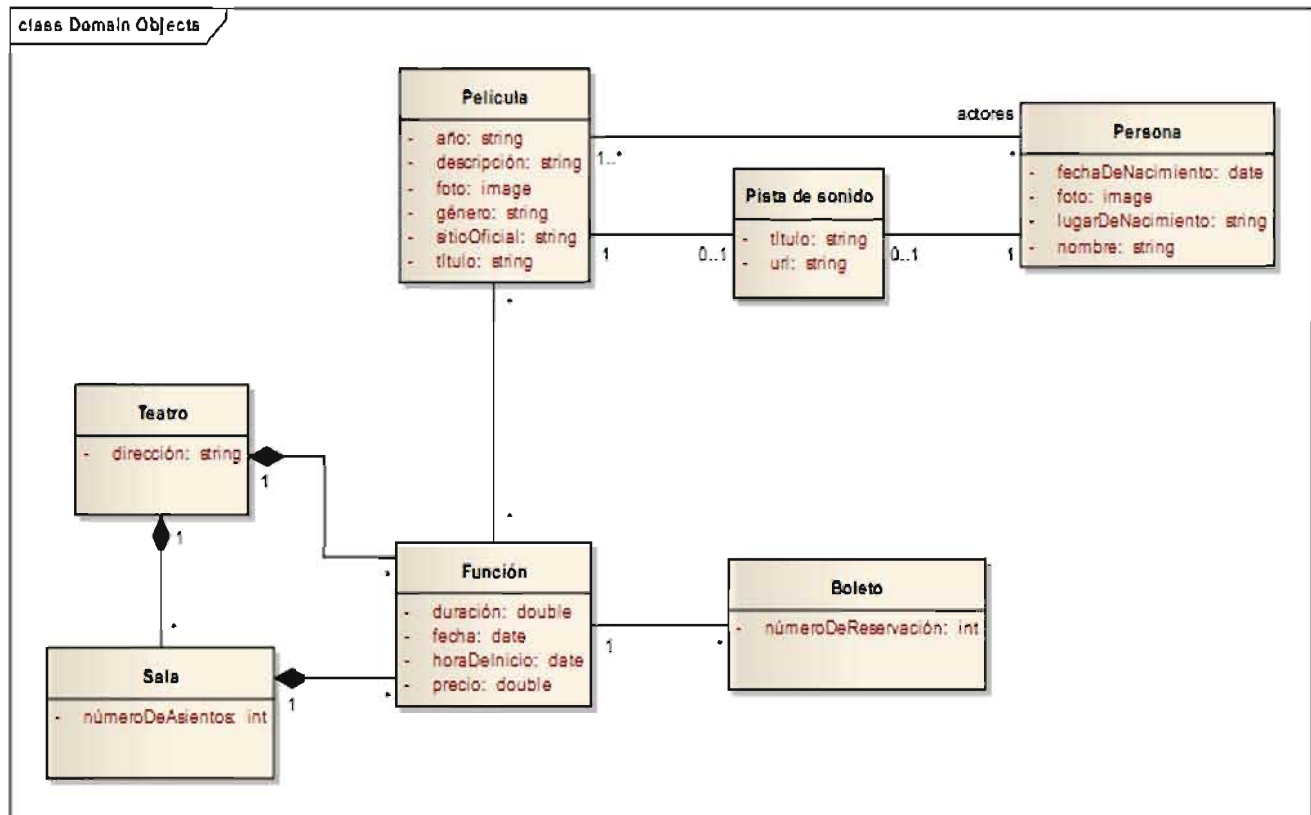 class Domain Objects
Película
- año: string
- descripción: string
- foto: image
- género: string
- sitioOficial: string
- título: string
actores
1..*
*
Persona
- fechaDeNacimiento: date
- foto: image
- lugarDeNacimiento: string
- nombre: string
Pista de sonido
- título: string
- url: string
1
0..1
0..1
1
*
*
Teatro
- dirección: string
1
1
*
*
Función
- duración: double
- fecha: date
- horaDeInicio: date
- precio: double
1
*
Boleto
- númeroDeReservación: int
Sala
- númeroDeAsientos: int
1
*